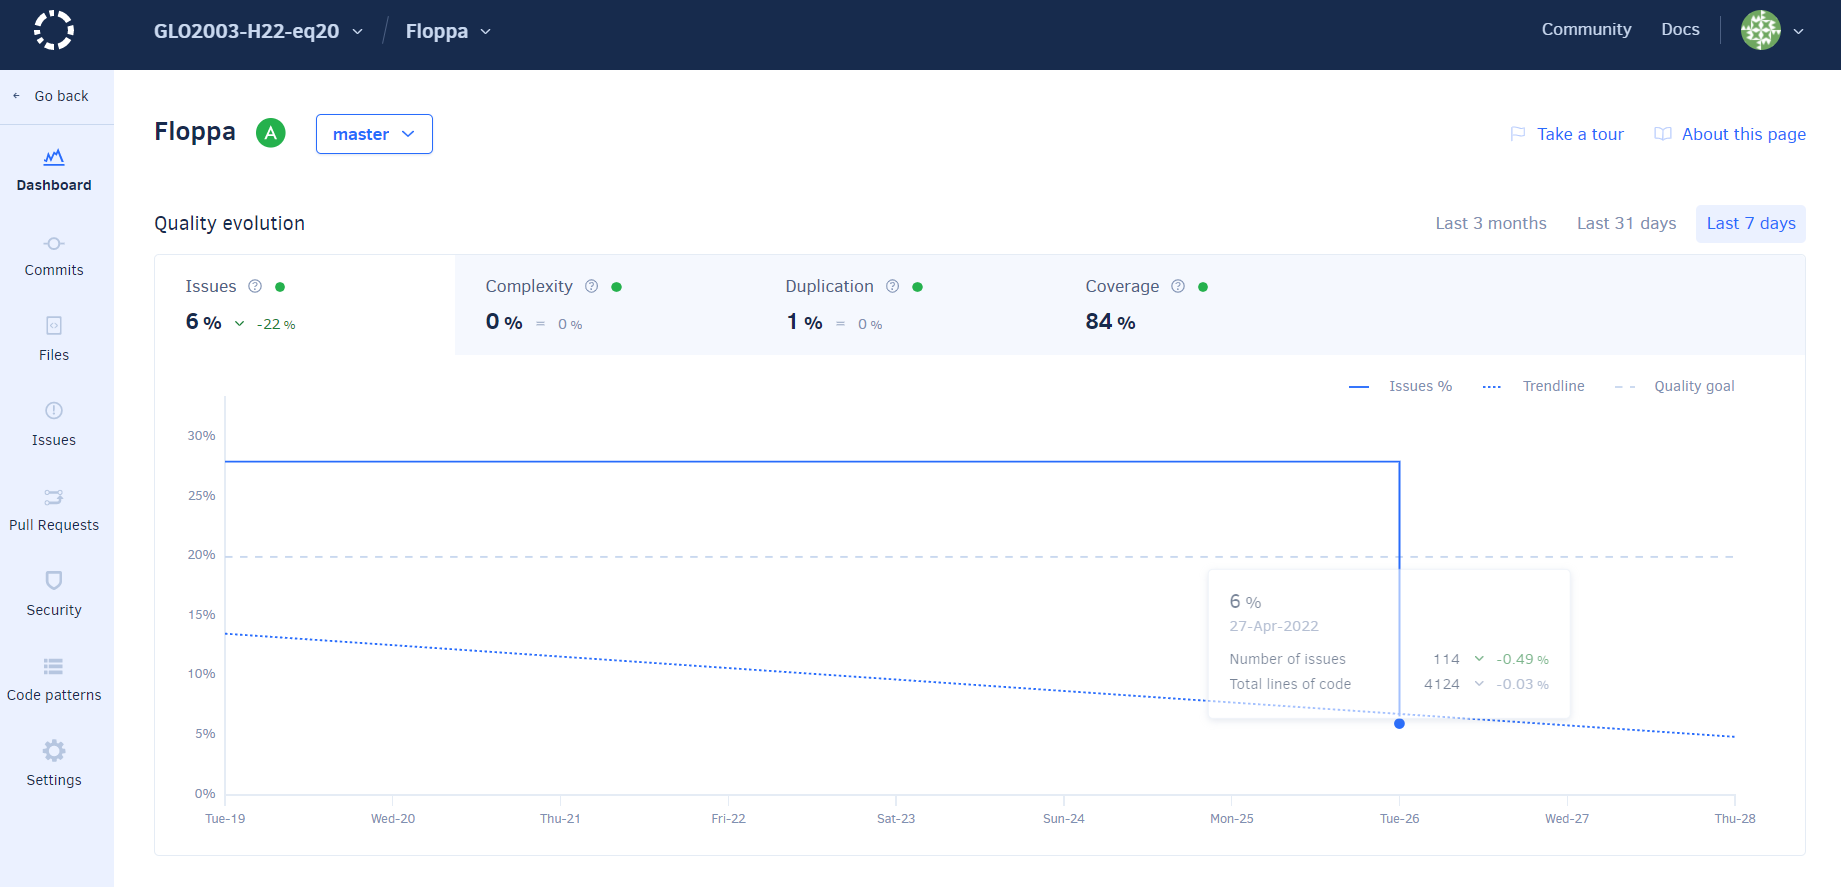 GLO2003-H22-eq20 / Floppa
Community Docs
Go back
Dashboard
Commits
Files
Issues
Pull Requests
Security
Code patterns
Settings
Floppa A master
Take a tour About this page
Quality evolution
Last 3 months Last 31 days Last 7 days
Issues ? Complexity ? Duplication ? Coverage ?
6 % -22 % 0 % = 0 % 1 % = 0 % 84 %
Issues % Trendline Quality goal
30%
25%
20%
15%
10%
5%
0%
6 %
27-Apr-2022
Number of issues 114 -0.49 %
Total lines of code 4124 -0.03 %
Tue-19 Wed-20 Thu-21 Fri-22 Sat-23 Sun-24 Mon-25 Tue-26 Wed-27 Thu-28